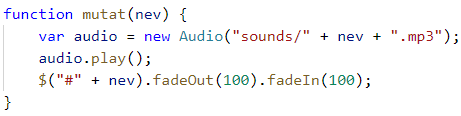 function mutat(nev) {
    var audio = new Audio("sounds/" + nev + ".mp3");
    audio.play();
    $("#" + nev).fadeOut(100).fadeIn(100);
}